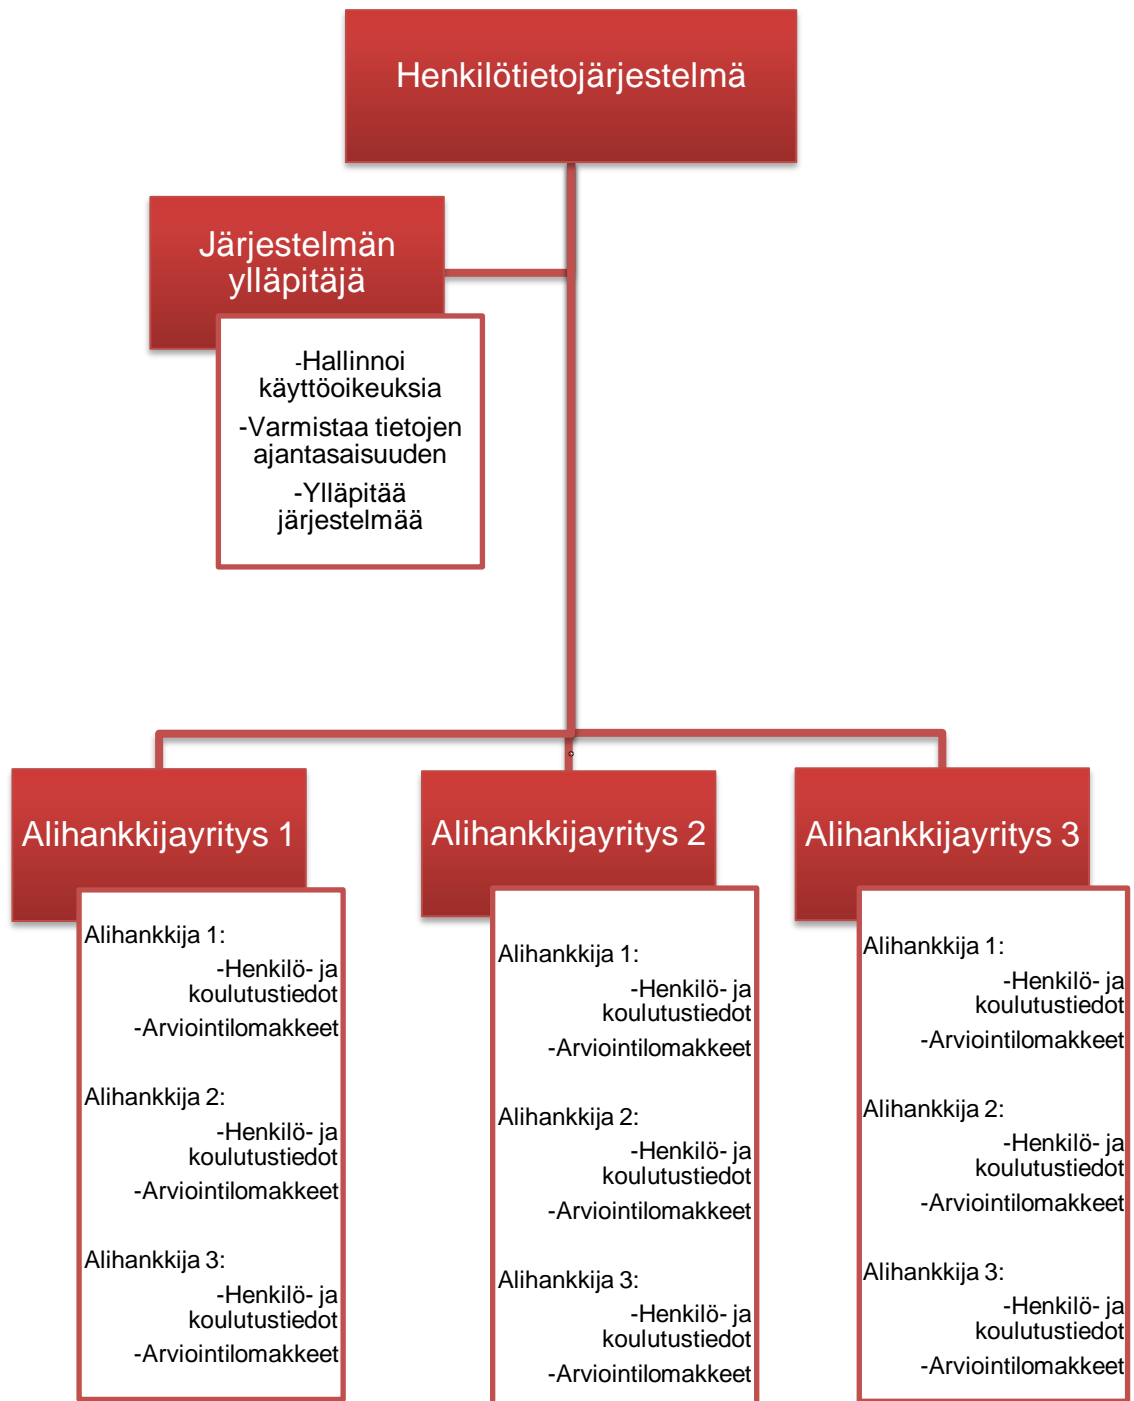 Henkilötietojärjestelmä
Järjestelmän
ylläpitäjä
-Hallinnoi
käyttöoikeuksia
-Varmistaa tietojen
ajantasaisuuden
-Ylläpitää
järjestelmää
Alihankkijayritys 1
Alihankkija 1:
-Henkilö- ja
koulutustiedot
-Arviointilomakkeet
Alihankkija 2:
-Henkilö- ja
koulutustiedot
-Arviointilomakkeet
Alihankkija 3:
-Henkilö- ja
koulutustiedot
-Arviointilomakkeet
Alihankkijayritys 2
Alihankkija 1:
-Henkilö- ja
koulutustiedot
-Arviointilomakkeet
Alihankkija 2:
-Henkilö- ja
koulutustiedot
-Arviointilomakkeet
Alihankkija 3:
-Henkilö- ja
koulutustiedot
-Arviointilomakkeet
Alihankkijayritys 3
Alihankkija 1:
-Henkilö- ja
koulutustiedot
-Arviointilomakkeet
Alihankkija 2:
-Henkilö- ja
koulutustiedot
-Arviointilomakkeet
Alihankkija 3:
-Henkilö- ja
koulutustiedot
-Arviointilomakkeet